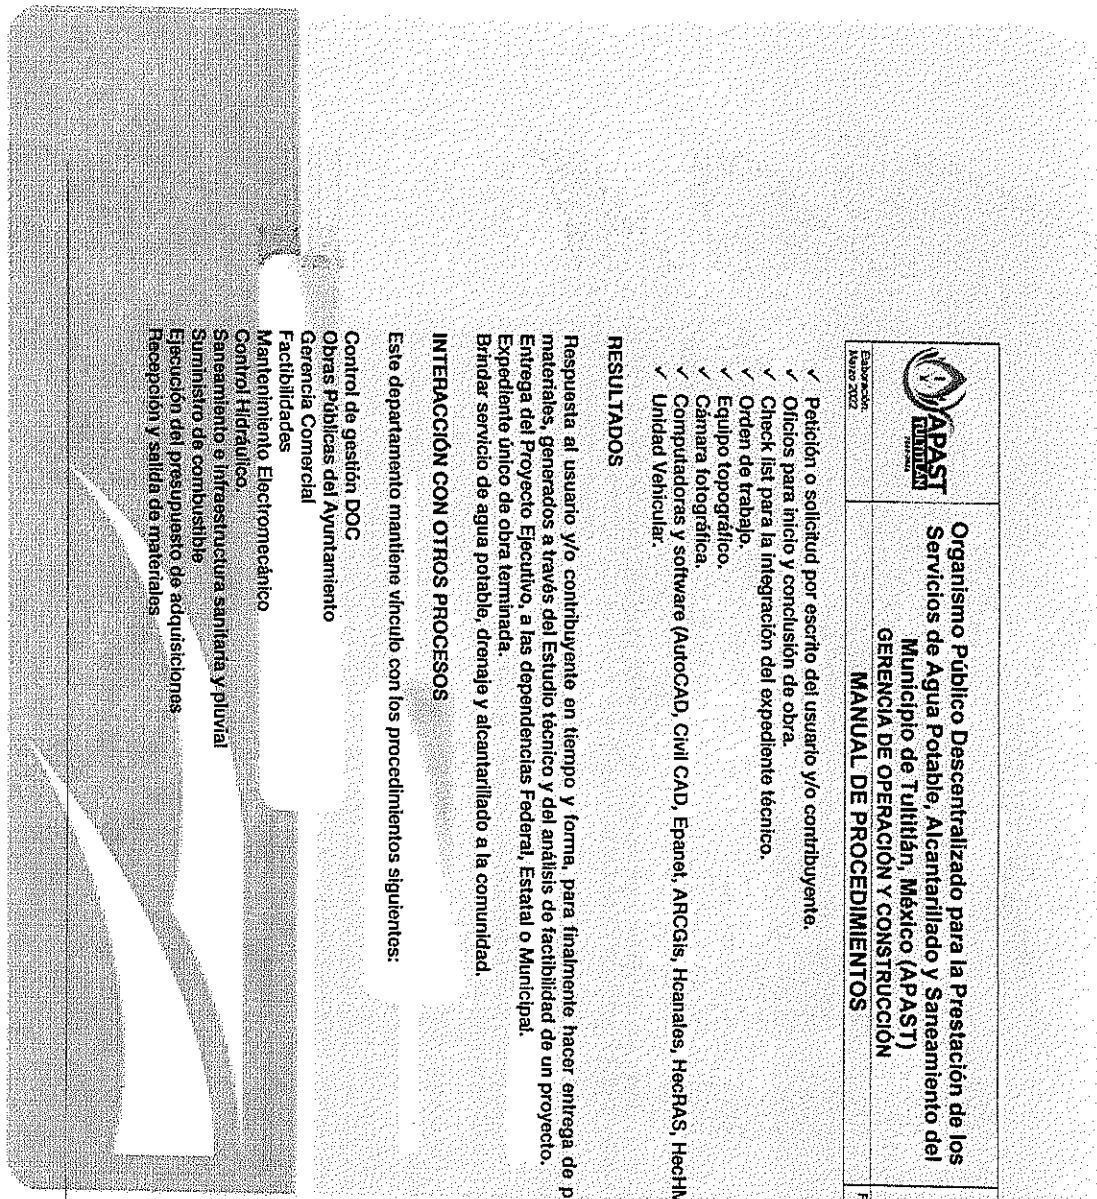 APAST
TULTITLÁN
Elaboración:
Marzo 2022
Organismo Público Descentralizado para la Prestación de los
Servicios de Agua Potable, Alcantarillado y Saneamiento del
Municipio de Tultitlán, México (APAST)
GERENCIA DE OPERACIÓN Y CONSTRUCCIÓN
MANUAL DE PROCEDIMIENTOS
✓ Petición o solicitud por escrito del usuario y/o contribuyente.
✓ Oficios para inicio y conclusión de obra.
✓ Check list para la integración del expediente técnico.
✓ Orden de trabajo.
✓ Equipo topográfico.
✓ Cámara fotográfica.
✓ Computadoras y software (AutoCAD, Civil CAD, Epanet, ARCGis, Hcanales, HecRAS, HecHM
✓ Unidad Vehicular.
RESULTADOS
Respuesta al usuario y/o contribuyente en tiempo y forma, para finalmente hacer entrega de p
materiales, generados a través del Estudio técnico y del análisis de factibilidad de un proyecto.
Entrega del Proyecto Ejecutivo, a las dependencias Federal, Estatal o Municipal.
Expediente único de obra terminada.
Brindar servicio de agua potable, drenaje y alcantarillado a la comunidad.
INTERACCIÓN CON OTROS PROCESOS
Este departamento mantiene vínculo con los procedimientos siguientes:
Control de gestión DOC
Obras Públicas del Ayuntamiento
Gerencia Comercial
Factibilidades
Mantenimiento Electromecánico
Control Hidráulico.
Saneamiento e infraestructura sanitaria y pluvial
Suministro de combustible
Ejecución del presupuesto de adquisiciones
Recepción y salida de materiales